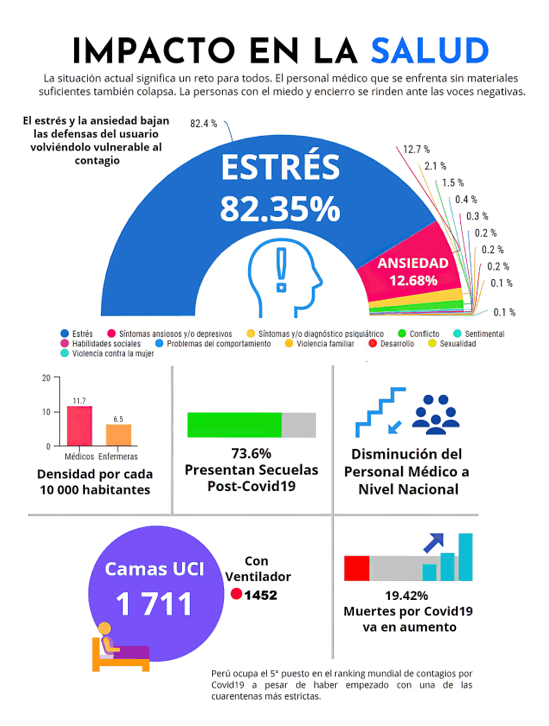 IMPACTO EN LA SALUD
La situación actual significa un reto para todos. El personal médico que se enfrenta sin materiales
suficientes también colapsa. La personas con el miedo y encierro se rinden ante las voces negativas.
El estrés y la ansiedad bajan
las defensas del usuario
volviéndolo vulnerable al
contagio
82.4 %
ESTRÉS
82.35%
12.7 %
2.1 %
1.5 %
0.4 %
0.3 %
0.2 %
0.2 %
0.2 %
0.1 %
0.1 %
ANSIEDAD
12.68%
Estrés Síntomas ansiosos y/o depresivos Síntomas y/o diagnóstico psiquiátrico Conflicto Sentimental
Habilidades sociales Problemas del comportamiento Violencia familiar Desarrollo Sexualidad
Violencia contra la mujer
20
10
0
11.7
6.5
Médicos Enfermeras
Densidad por cada
10 000 habitantes
73.6%
Presentan Secuelas
Post-Covid19
Disminución del
Personal Médico a
Nivel Nacional
Camas UCI
1 711
Con
Ventilador
1452
19.42%
Muertes por Covid19
va en aumento
Perú ocupa el 5° puesto en el ranking mundial de contagios por
Covid19 a pesar de haber empezado con una de las
cuarentenas más estrictas.